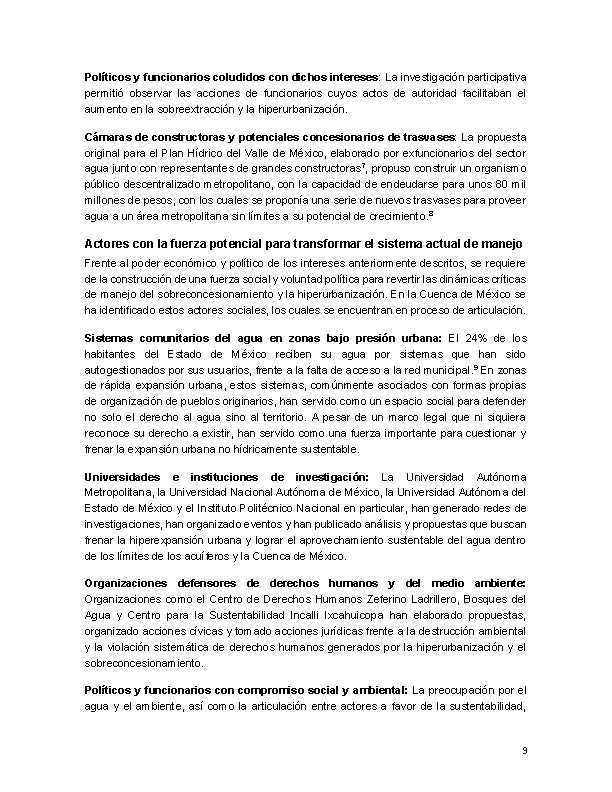 Políticos y funcionarios coludidos con dichos intereses: La investigación participativa
permitió observar las acciones de funcionarios cuyos actos de autoridad facilitaban el
aumento en la sobreextracción y la hiperurbanización.
Cámaras de constructoras y potenciales concesionarios de trasvases: La propuesta
original para el Plan Hídrico del Valle de México, elaborado por exfuncionarios del sector
agua junto con representantes de grandes constructoras⁷, propuso construir un organismo
público descentralizado metropolitano, con la capacidad de endeudarse para unos 80 mil
millones de pesos, con los cuales se proponía una serie de nuevos trasvases para proveer
agua a un área metropolitana sin límites a su potencial de crecimiento.⁸
Actores con la fuerza potencial para transformar el sistema actual de manejo
Frente al poder económico y político de los intereses anteriormente descritos, se requiere
de la construcción de una fuerza social y voluntad política para revertir las dinámicas críticas
de manejo del sobreconcesionamiento y la hiperurbanización. En la Cuenca de México se
ha identificado estos actores sociales, los cuales se encuentran en proceso de articulación.
Sistemas comunitarios del agua en zonas bajo presión urbana: El 24% de los
habitantes del Estado de México reciben su agua por sistemas que han sido
autogestionados por sus usuarios, frente a la falta de acceso a la red municipal.⁹ En zonas
de rápida expansión urbana, estos sistemas, comúnmente asociados con formas propias
de organización de pueblos originarios, han servido como un espacio social para defender
no solo el derecho al agua sino al territorio. A pesar de un marco legal que ni siquiera
reconoce su derecho a existir, han servido como una fuerza importante para cuestionar y
frenar la expansión urbana no hídricamente sustentable.
Universidades e instituciones de investigación: La Universidad Autónoma
Metropolitana, la Universidad Nacional Autónoma de México, la Universidad Autónoma del
Estado de México y el Instituto Politécnico Nacional en particular, han generado redes de
investigaciones, han organizado eventos y han publicado análisis y propuestas que buscan
frenar la hiperexpansión urbana y lograr el aprovechamiento sustentable del agua dentro
de los límites de los acuíferos y la Cuenca de México.
Organizaciones defensores de derechos humanos y del medio ambiente:
Organizaciones como el Centro de Derechos Humanos Zeferino Ladrillero, Bosques del
Agua y Centro para la Sustentabilidad Incalli Ixcahuicopa han elaborado propuestas,
organizado acciones cívicas y tomado acciones jurídicas frente a la destrucción ambiental
y la violación sistemática de derechos humanos generados por la hiperurbanización y el
sobreconcesionamiento.
Políticos y funcionarios con compromiso social y ambiental: La preocupación por el
agua y el ambiente, así como la articulación entre actores a favor de la sustentabilidad,
9